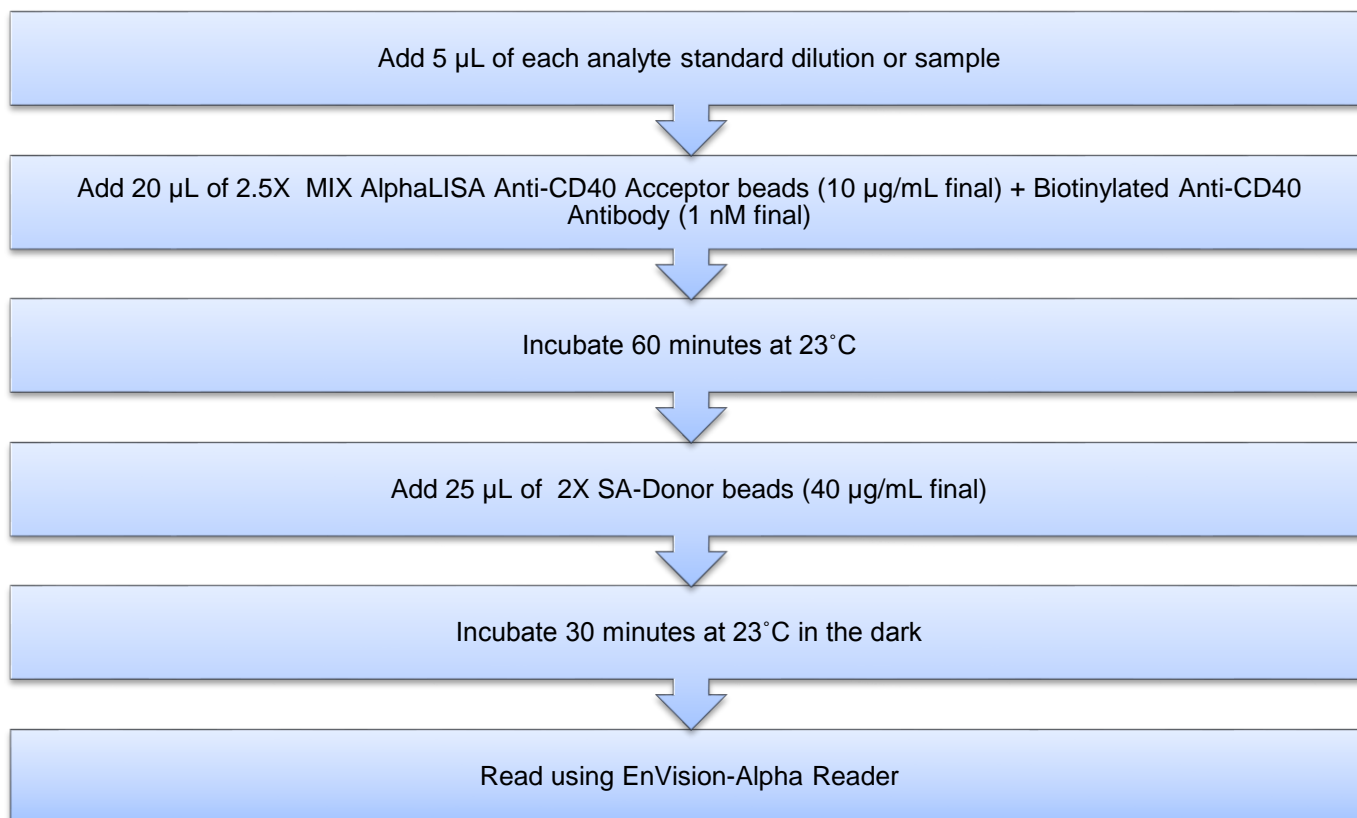 Add 5 µL of each analyte standard dilution or sample
Add 20 µL of 2.5X  MIX AlphaLISA Anti-CD40 Acceptor beads (10 µg/mL final) + Biotinylated Anti-CD40
Antibody (1 nM final)
Incubate 60 minutes at 23˚C
Add 25 µL of  2X SA-Donor beads (40 µg/mL final)
Incubate 30 minutes at 23˚C in the dark
Read using EnVision-Alpha Reader